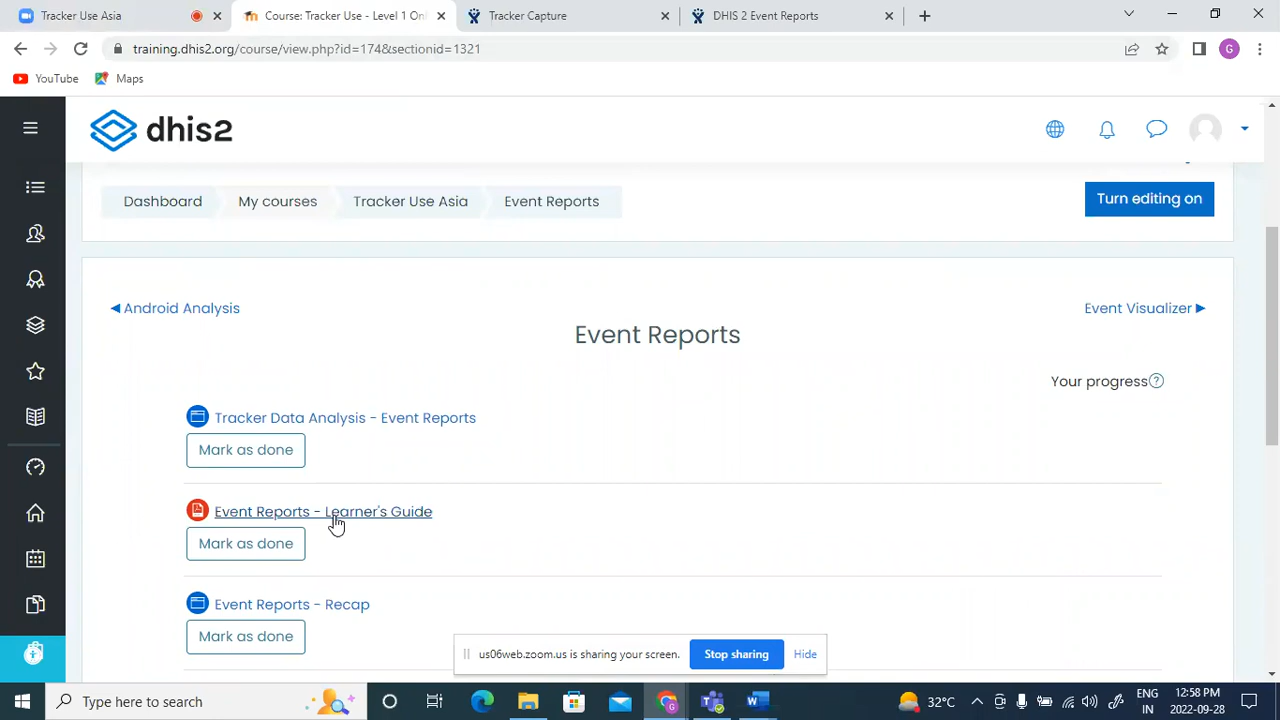 Tracker Use Asia
Course: Tracker Use - Level 1 Onl
Tracker Capture
DHIS 2 Event Reports
training.dhis2.org/course/view.php?id=174&sectionid=1321
G
YouTube
Maps
dhis2
Dashboard
My courses
Tracker Use Asia
Event Reports
Turn editing on
◀ Android Analysis
Event Visualizer ▶
Event Reports
Your progress
Tracker Data Analysis - Event Reports
Mark as done
Event Reports - Learner's Guide
Mark as done
Event Reports - Recap
Mark as done
us06web.zoom.us is sharing your screen.
Stop sharing
Hide
Type here to search
32°C
ENG
IN
12:58 PM
2022-09-28